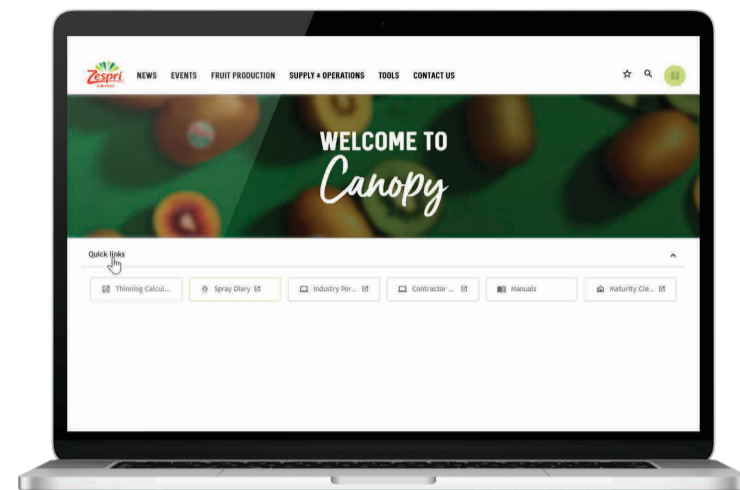 Zespri
NEWS EVENTS FRUIT PRODUCTION SUPPLY & OPERATIONS TOOLS CONTACT US
WELCOME TO
Canopy
Quick links
Thinning Calcul... Spray Diary Industry Por... Contractor ... Manuals Maturity Cle...